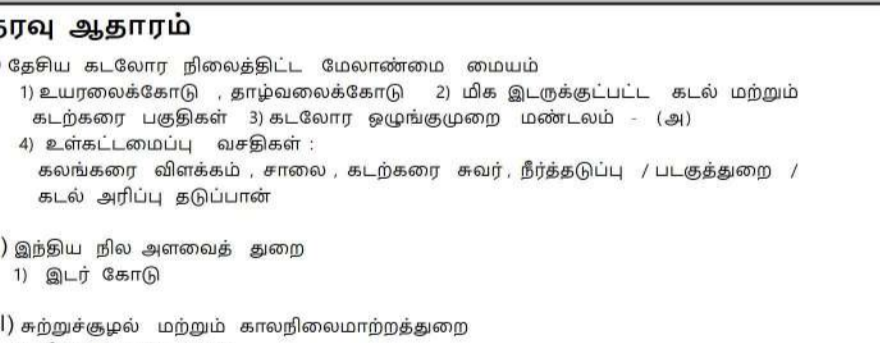 தரவு ஆதாரம்
தேசிய கடலோர நிலைத்திட்ட மேலாண்மை மையம்
1) உயரலைக்கோடு , தாழ்வலைக்கோடு 2) மிக இடருக்குட்பட்ட கடல் மற்றும்
கடற்கரை பகுதிகள் 3) கடலோர ஒழுங்குமுறை மண்டலம் - (அ)
4) உள்கட்டமைப்பு வசதிகள் :
கலங்கரை விளக்கம் , சாலை , கடற்கரை சுவர் , நீர்த்தடுப்பு / படகுத்துறை /
கடல் அரிப்பு தடுப்பான்
) இந்திய நில அளவைத் துறை
1) இடர் கோடு
I) சுற்றுச்சூழல் மற்றும் காலநிலைமாற்றத்துறை